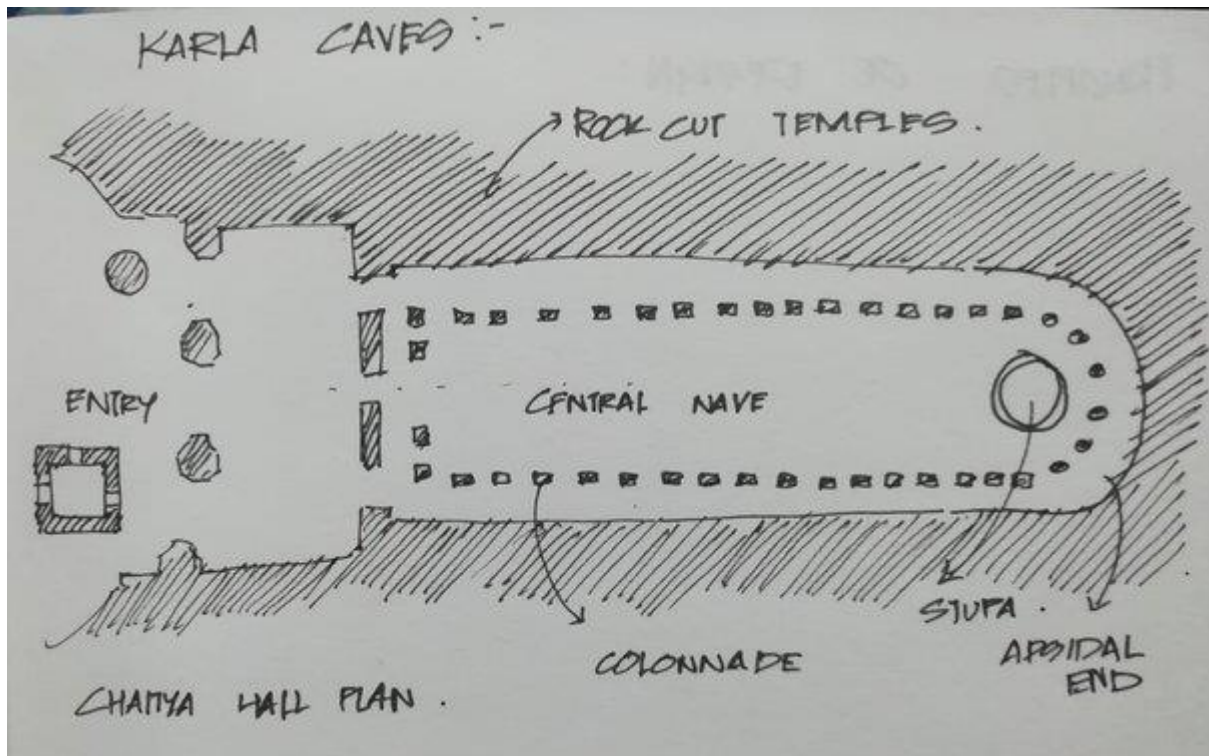 KARLA CAVES :-
ROCK CUT TEMPLES .
ENTRY
CENTRAL NAVE
STUPA .
APSIDAL
END
COLONNADE
CHAITYA HALL PLAN .